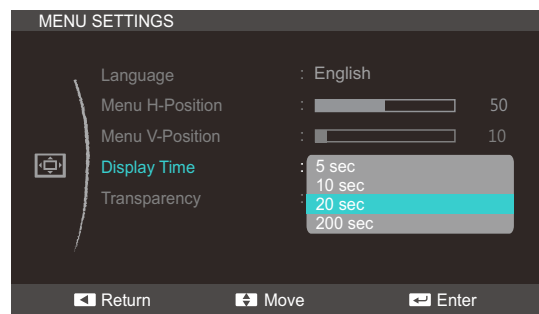 MENU SETTINGS
Language : English
Menu H-Position : 50
Menu V-Position : 10
Display Time : 5 sec
10 sec
20 sec
Transparency :
200 sec
Return Move Enter